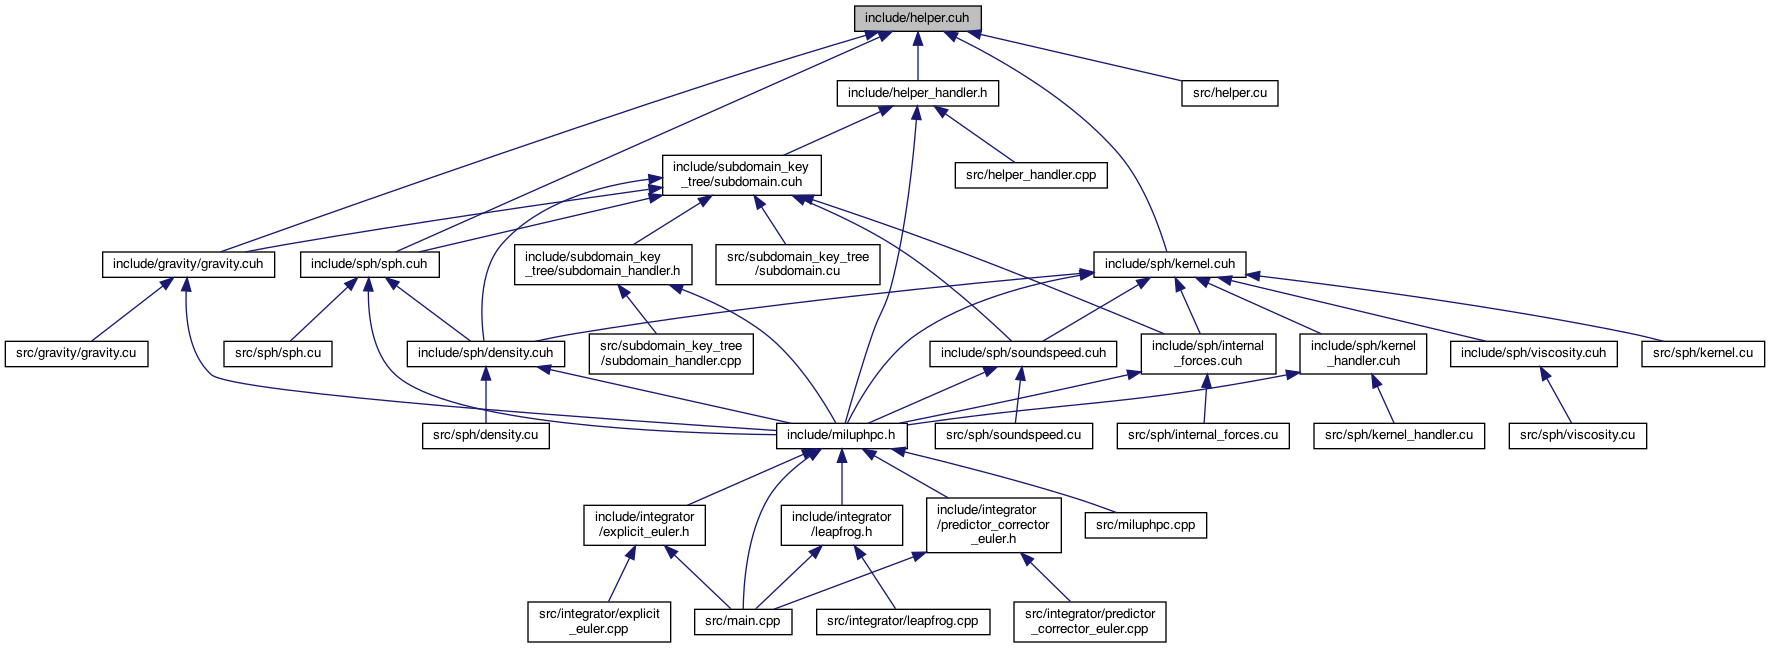 include/helper.cuh
include/helper_handler.h
src/helper.cu
include/subdomain_key
_tree/subdomain.cuh
src/helper_handler.cpp
include/gravity/gravity.cuh
include/sph/sph.cuh
include/subdomain_key
_tree/subdomain_handler.h
src/subdomain_key_tree
/subdomain.cu
include/sph/kernel.cuh
src/gravity/gravity.cu
src/sph/sph.cu
include/sph/density.cuh
src/subdomain_key_tree
/subdomain_handler.cpp
include/sph/soundspeed.cuh
include/sph/internal
_forces.cuh
include/sph/kernel
_handler.cuh
include/sph/viscosity.cuh
src/sph/kernel.cu
src/sph/density.cu
include/miluphpc.h
src/sph/soundspeed.cu
src/sph/internal_forces.cu
src/sph/kernel_handler.cu
src/sph/viscosity.cu
include/integrator
/explicit_euler.h
include/integrator
/leapfrog.h
include/integrator
/predictor_corrector
_euler.h
src/miluphpc.cpp
src/integrator/explicit
_euler.cpp
src/main.cpp
src/integrator/leapfrog.cpp
src/integrator/predictor
_corrector_euler.cpp